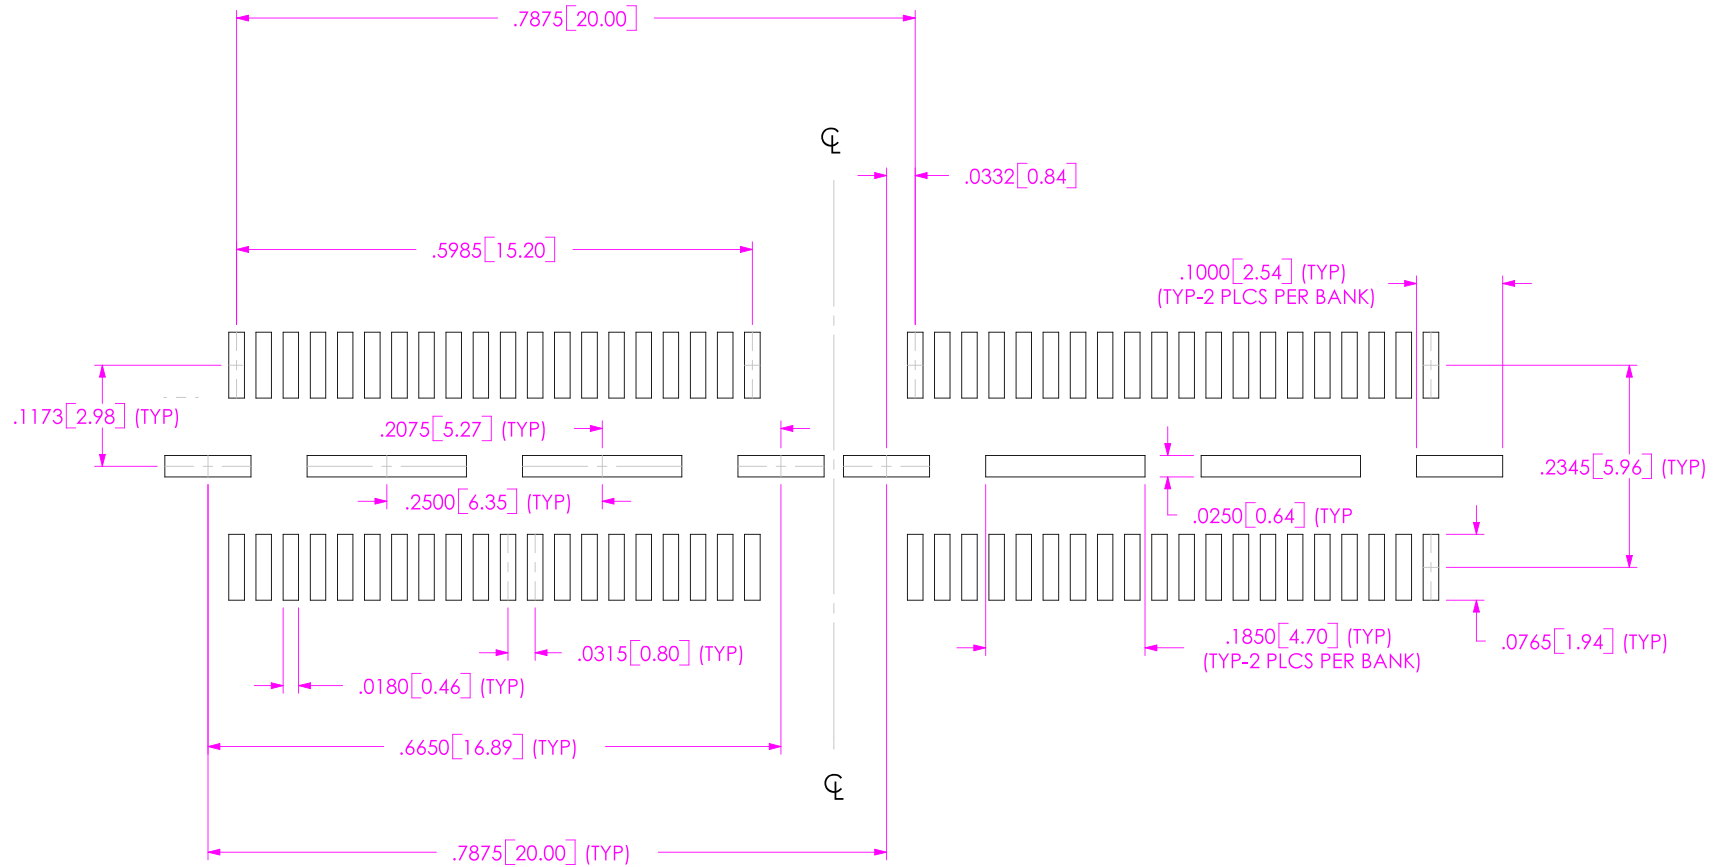 .7875[20.00]
℄
.0332[0.84]
.5985[15.20]
.1000[2.54] (TYP)
(TYP-2 PLCS PER BANK)
.1173[2.98] (TYP)
.2075[5.27] (TYP)
.2345[5.96] (TYP)
.2500[6.35] (TYP)
.0250[0.64] (TYP
.1850[4.70] (TYP)
(TYP-2 PLCS PER BANK)
.0765[1.94] (TYP)
.0315[0.80] (TYP)
.0180[0.46] (TYP)
.6650[16.89] (TYP)
℄
.7875[20.00] (TYP)